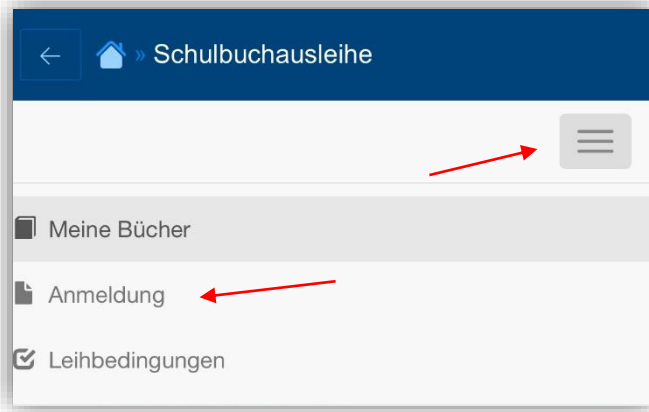 » Schulbuchausleihe
Meine Bücher
Anmeldung
Leihbedingungen